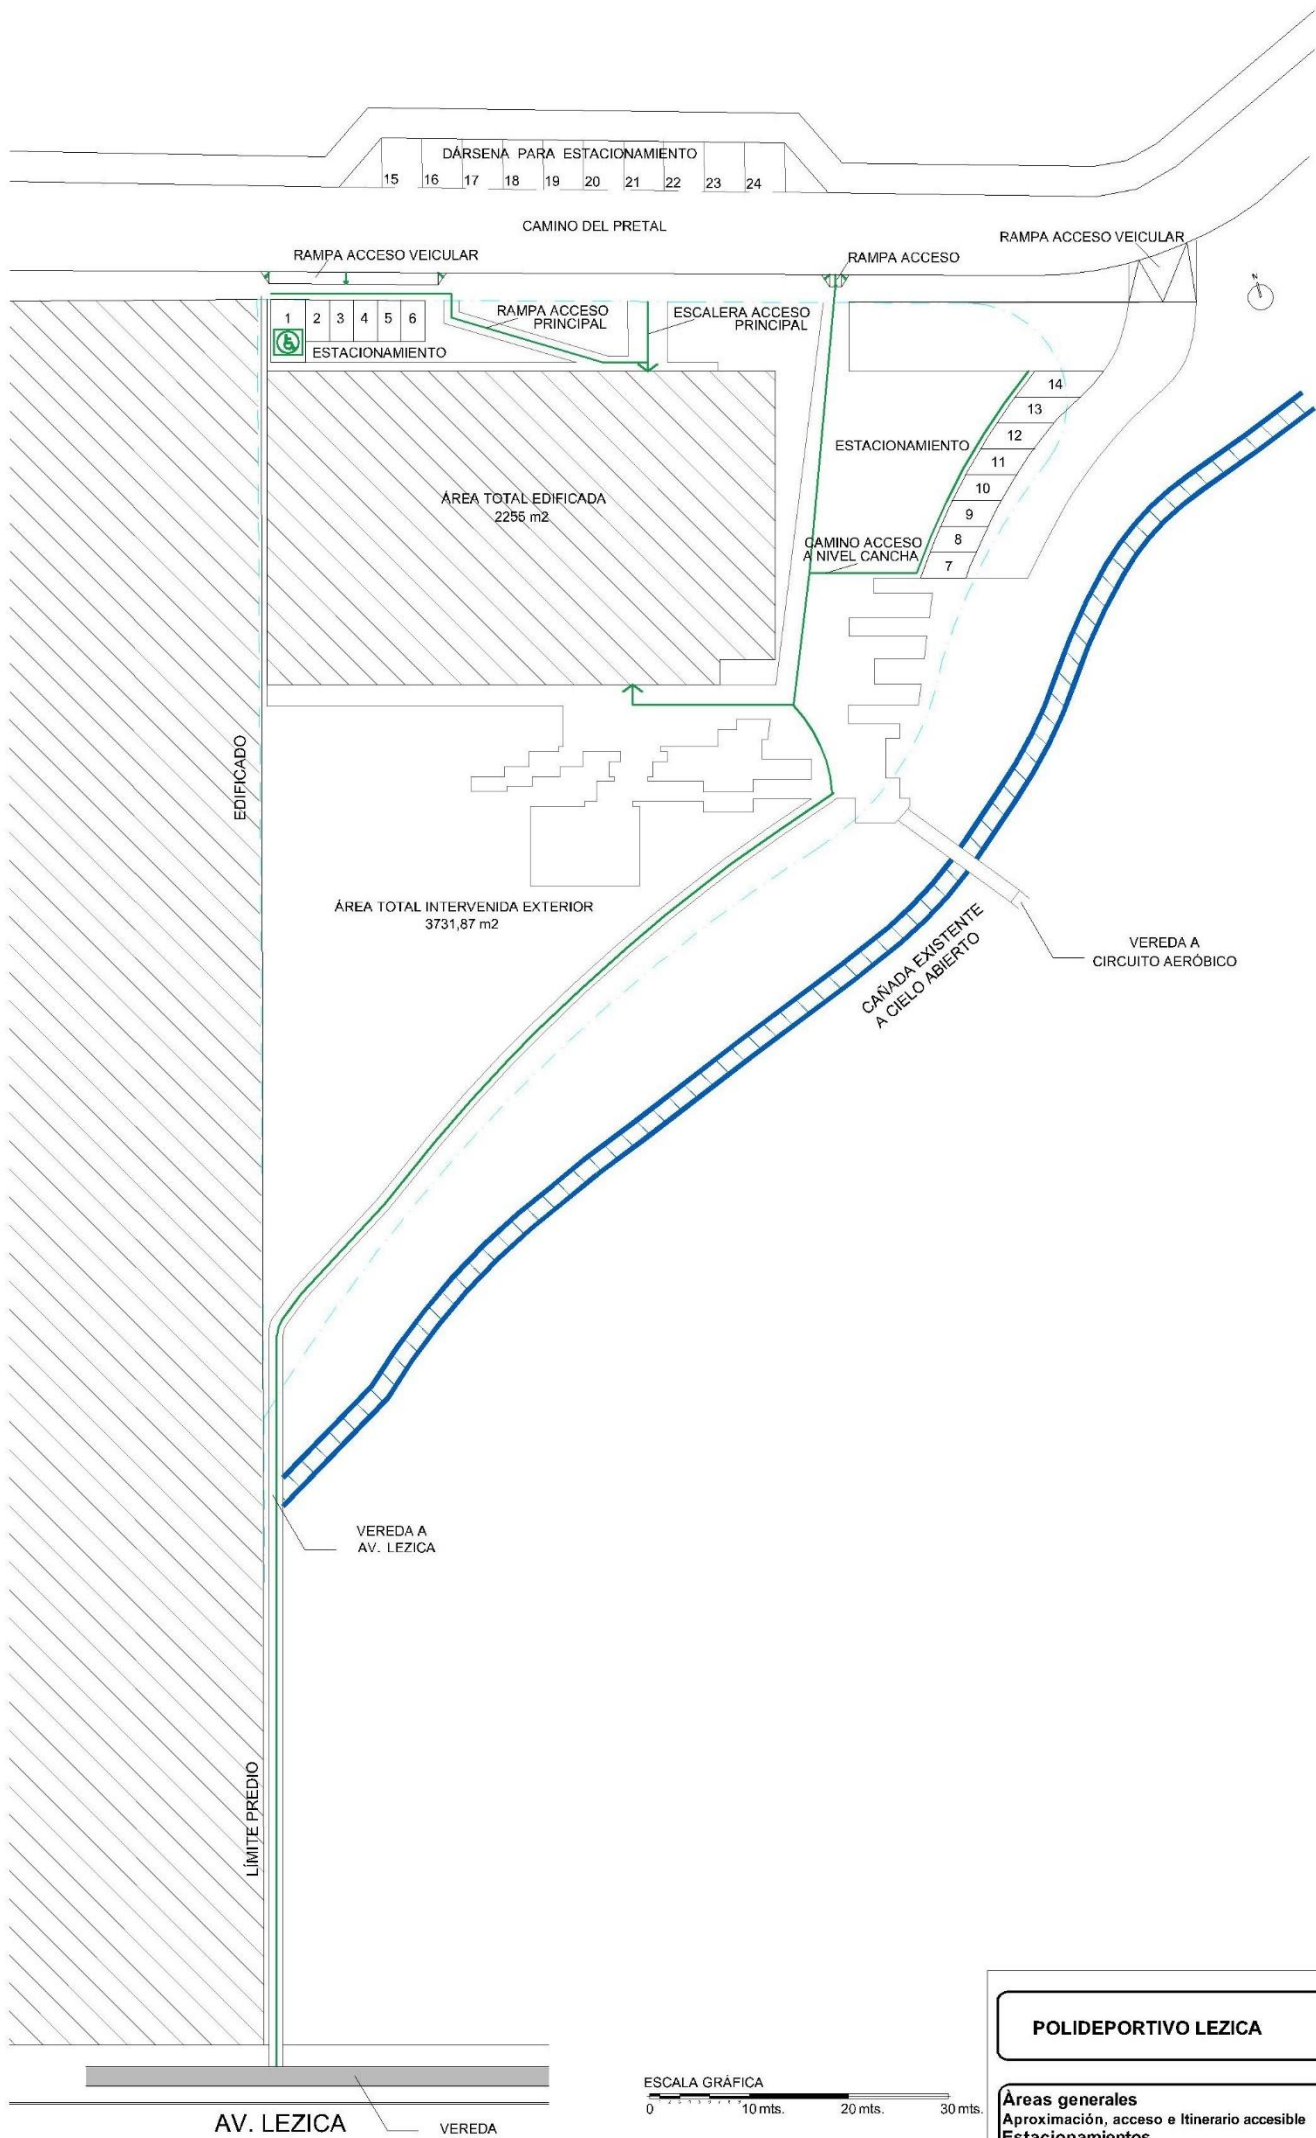 DÁRSENA PARA ESTACIONAMIENTO
15 16 17 18 19 20 21 22 23 24
CAMINO DEL PRETAL
RAMPA ACCESO VEICULAR
RAMPA ACCESO
RAMPA ACCESO VEICULAR
N
1 2 3 4 5 6
ESTACIONAMIENTO
RAMPA ACCESO
PRINCIPAL
ESCALERA ACCESO
PRINCIPAL
14
13
12
11
10
9
8
7
ESTACIONAMIENTO
ÁREA TOTAL EDIFICADA
2255 m2
CAMINO ACCESO
A NIVEL CANCHA
EDIFICADO
ÁREA TOTAL INTERVENIDA EXTERIOR
3731,87 m2
CAÑADA EXISTENTE
A CIELO ABIERTO
VEREDA A
CIRCUITO AERÓBICO
VEREDA A
AV. LEZICA
LÍMITE PREDIO
AV. LEZICA
VEREDA
ESCALA GRÁFICA
0 10 mts. 20 mts. 30 mts.
POLIDEPORTIVO LEZICA
Àreas generales
Aproximación, acceso e Itinerario accesible
Estacionamientos